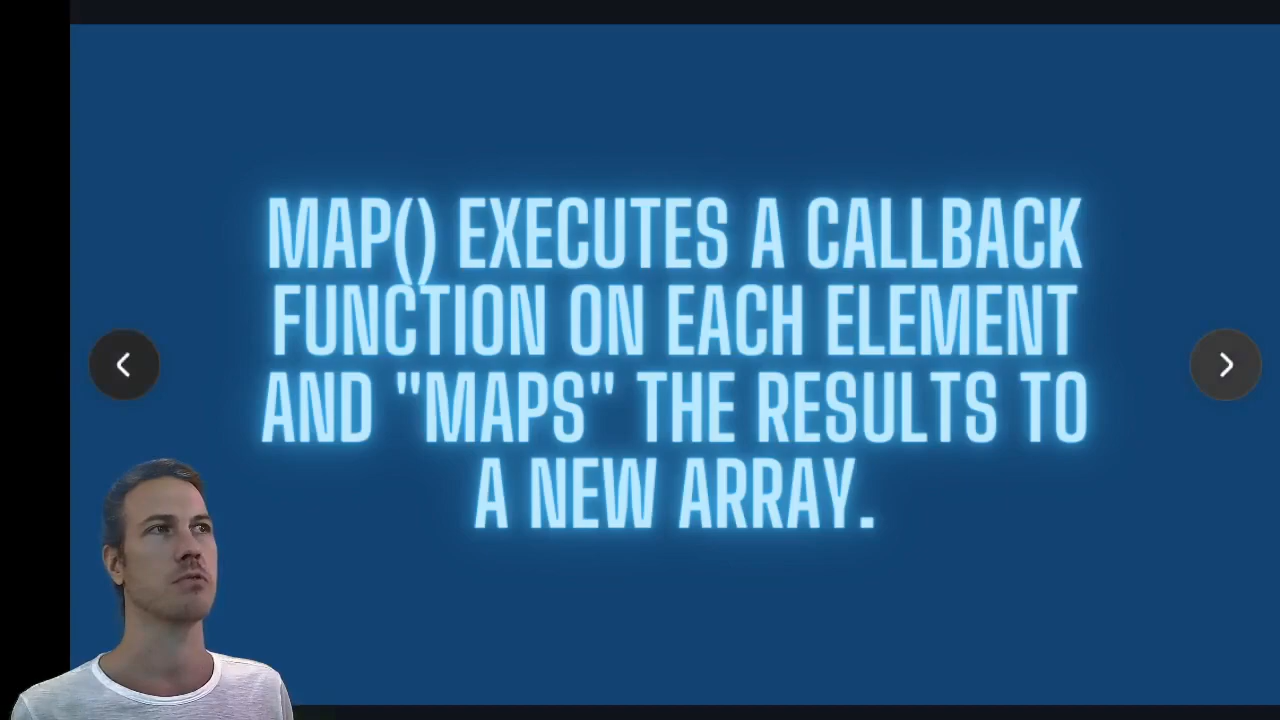 MAP() EXECUTES A CALLBACK
FUNCTION ON EACH ELEMENT
AND "MAPS" THE RESULTS TO
A NEW ARRAY.